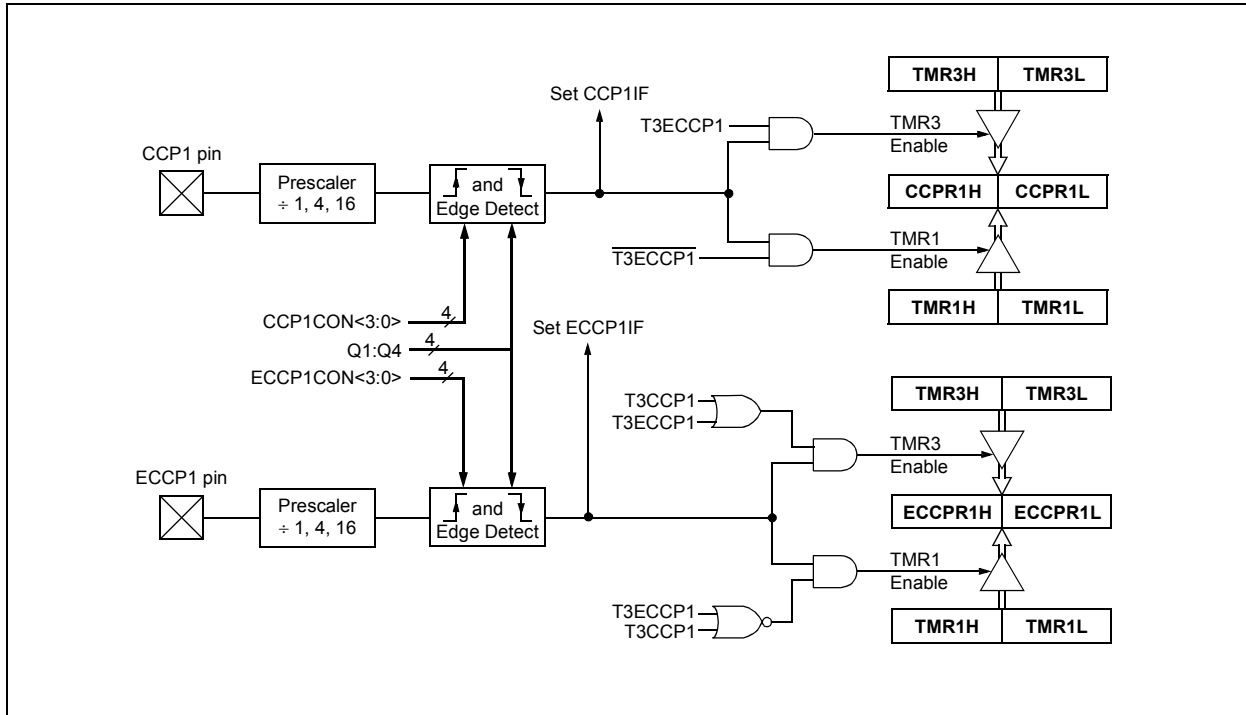 TMR3H TMR3L
Set CCP1IF
T3ECCP1
TMR3
Enable
CCP1 pin
Prescaler
÷ 1, 4, 16
and
Edge Detect
CCPR1H CCPR1L
T3ECCP1
TMR1
Enable
TMR1H TMR1L
CCP1CON<3:0> 4
Q1:Q4 4
ECCP1CON<3:0> 4
Set ECCP1IF
TMR3H TMR3L
T3CCP1
T3ECCP1
TMR3
Enable
ECCP1 pin
Prescaler
÷ 1, 4, 16
and
Edge Detect
ECCPR1H ECCPR1L
TMR1
Enable
T3ECCP1
T3CCP1
TMR1H TMR1L